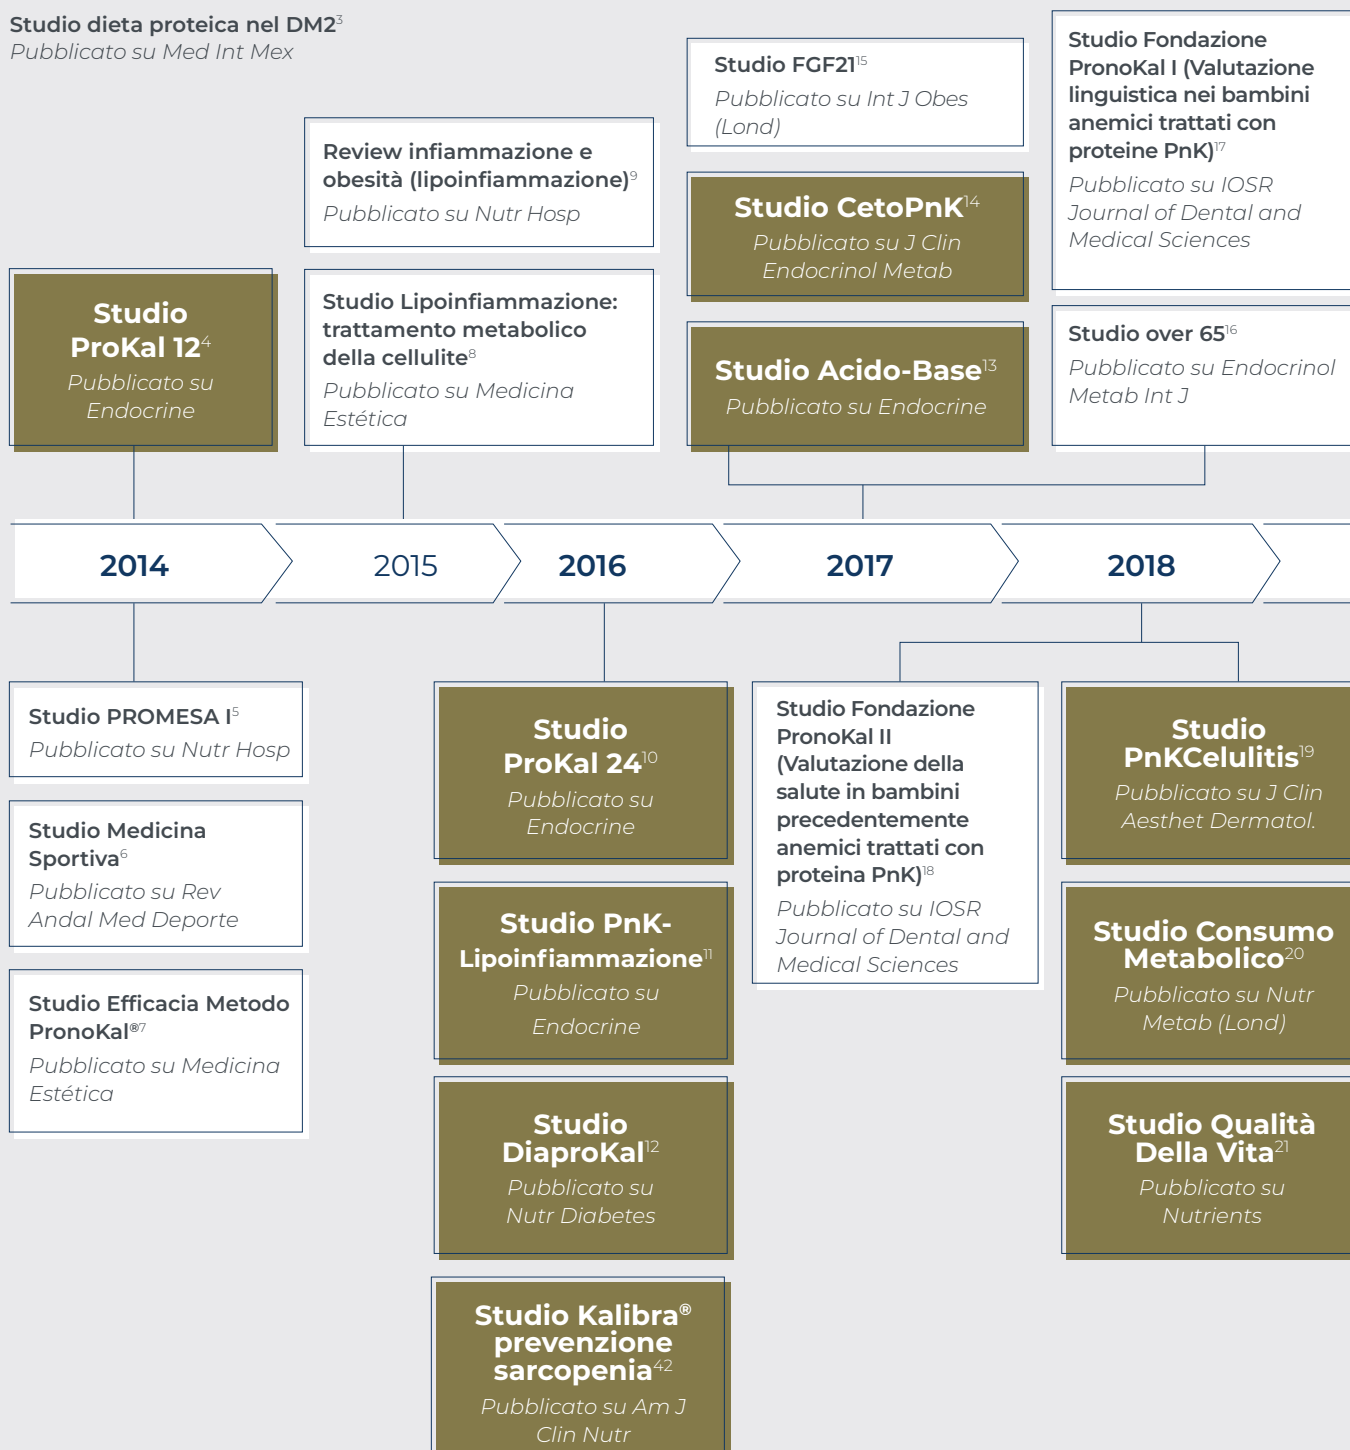 Studio dieta proteica nel DM2³
Pubblicato su Med Int Mex
Studio
ProKal 12⁴
Pubblicato su
Endocrine
Review infiammazione e
obesità (lipoinfiammazione)⁹
Pubblicato su Nutr Hosp
Studio Lipoinfiammazione:
trattamento metabolico
della cellulite⁸
Pubblicato su Medicina
Estética
Studio FGF21¹⁵
Pubblicato su Int J Obes
(Lond)
Studio CetoPnK¹⁴
Pubblicato su J Clin
Endocrinol Metab
Studio Acido-Base¹³
Pubblicato su Endocrine
Studio Fondazione
PronoKal I (Valutazione
linguistica nei bambini
anemici trattati con
proteine PnK)¹⁷
Pubblicato su IOSR
Journal of Dental and
Medical Sciences
Studio over 65¹⁶
Pubblicato su Endocrinol
Metab Int J
2014
2015
2016
2017
2018
Studio PROMESA I⁵
Pubblicato su Nutr Hosp
Studio Medicina
Sportiva⁶
Pubblicato su Rev
Andal Med Deporte
Studio Efficacia Metodo
PronoKal®⁷
Pubblicato su Medicina
Estética
Studio
ProKal 24¹⁰
Pubblicato su
Endocrine
Studio PnK-
Lipoinfiammazione¹¹
Pubblicato su
Endocrine
Studio
DiaproKal¹²
Pubblicato su
Nutr Diabetes
Studio Kalibra®
prevenzione
sarcopenia⁴²
Pubblicato su Am J
Clin Nutr
Studio Fondazione
PronoKal II
(Valutazione della
salute in bambini
precedentemente
anemici trattati con
proteina PnK)¹⁸
Pubblicato su IOSR
Journal of Dental and
Medical Sciences
Studio
PnKCelulitis¹⁹
Pubblicato su J Clin
Aesthet Dermatol.
Studio Consumo
Metabolico²⁰
Pubblicato su Nutr
Metab (Lond)
Studio Qualità
Della Vita²¹
Pubblicato su
Nutrients